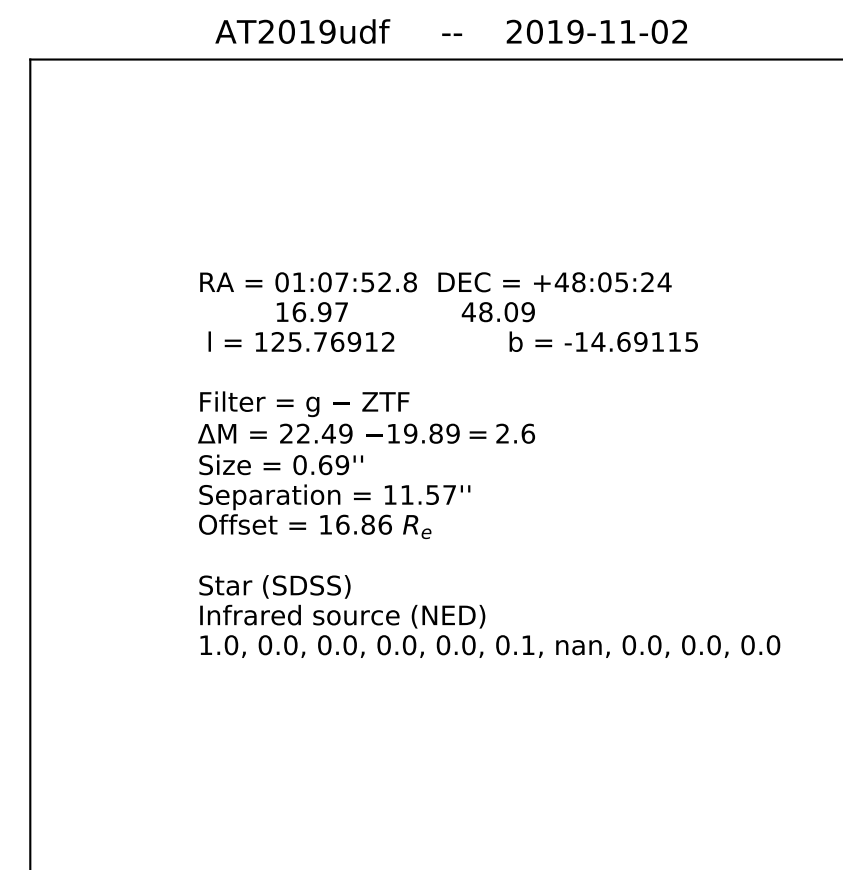 AT2019udf -- 2019-11-02
RA = 01:07:52.8 DEC = +48:05:24
16.97 48.09
l = 125.76912 b = -14.69115
Filter = g − ZTF
ΔM = 22.49 −19.89 = 2.6
Size = 0.69''
Separation = 11.57''
Offset = 16.86 Re
Star (SDSS)
Infrared source (NED)
1.0, 0.0, 0.0, 0.0, 0.0, 0.1, nan, 0.0, 0.0, 0.0